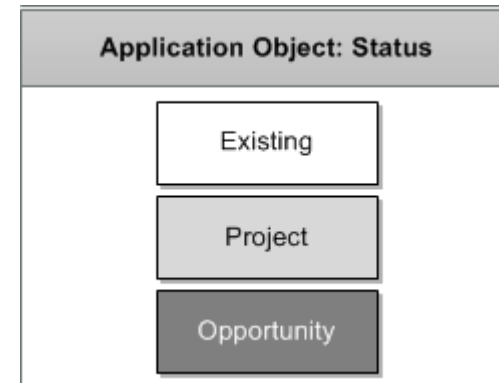 Application Object: Status
Existing
Project
Opportunity